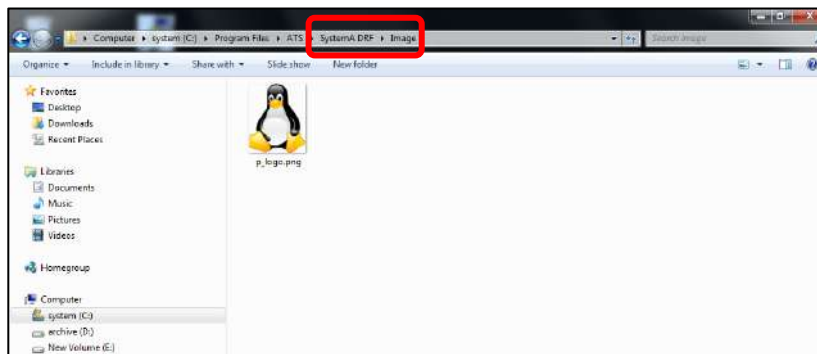 Computer ▸ system (C:) ▸ Program Files ▸ ATS ▸ SystemA DRF ▸ Image
Search Image
Organize Include in library Share with Slide show New folder
Favorites
Desktop
Downloads
Recent Places
p_logo.png
Libraries
Documents
Music
Pictures
Videos
Homegroup
Computer
system (C:)
archive (D:)
New Volume (E:)